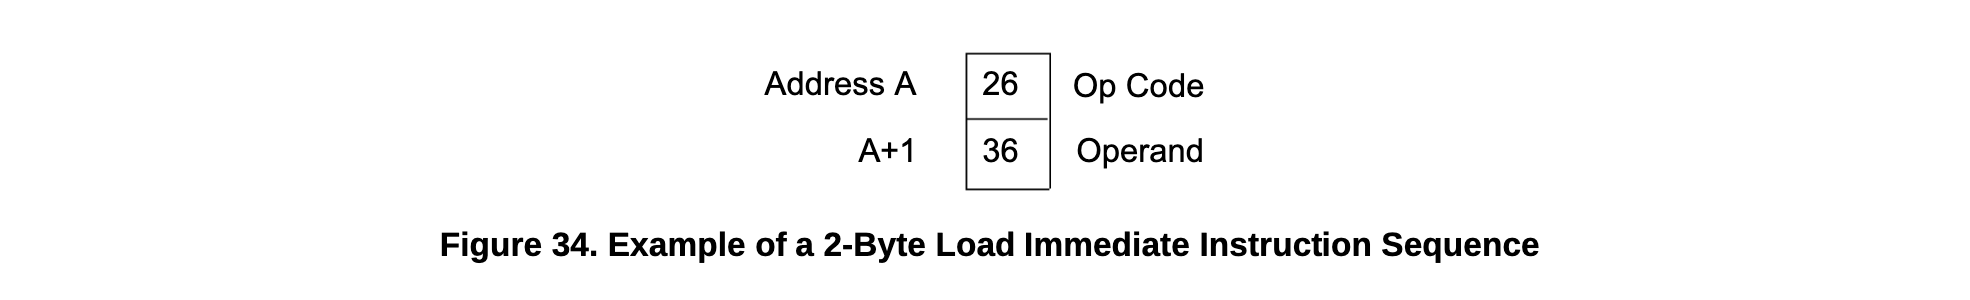 Address A 26 Op Code
A+1 36 Operand
Figure 34. Example of a 2-Byte Load Immediate Instruction Sequence